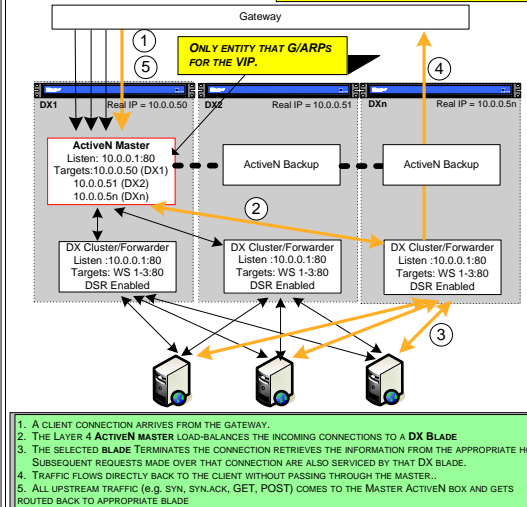 Gateway
1
5
ONLY ENTITY THAT G/ARPS
FOR THE VIP.
4
DX1
Real IP = 10.0.0.50
DX2
Real IP = 10.0.0.51
DXn
Real IP = 10.0.0.5n
ActiveN Master
Listen: 10.0.0.1:80
Targets:10.0.0.50 (DX1)
10.0.0.51 (DX2)
10.0.0.5n (DXn)
ActiveN Backup
ActiveN Backup
2
DX Cluster/Forwarder
Listen :10.0.0.1:80
Targets: WS 1-3:80
DSR Enabled
DX Cluster/Forwarder
Listen :10.0.0.1:80
Targets: WS 1-3:80
DSR Enabled
DX Cluster/Forwarder
Listen :10.0.0.1:80
Targets: WS 1-3:80
DSR Enabled
3
1. A CLIENT CONNECTION ARRIVES FROM THE GATEWAY.
2. THE LAYER 4 ACTIVEN MASTER LOAD-BALANCES THE INCOMING CONNECTIONS TO A DX BLADE
3. THE SELECTED BLADE TERMINATES THE CONNECTION RETRIEVES THE INFORMATION FROM THE APPROPRIATE
SUBSEQUENT REQUESTS MADE OVER THAT CONNECTION ARE ALSO SERVICED BY THAT DX BLADE.
4. TRAFFIC FLOWS DIRECTLY BACK TO THE CLIENT WITHOUT PASSING THROUGH THE MASTER..
5. ALL UPSTREAM TRAFFIC (e.g. SYN, SYN.ACK, GET, POST) COMES TO THE MASTER ACTIVEN BOX AND GETS
ROUTED BACK TO APPROPRIATE BLADE